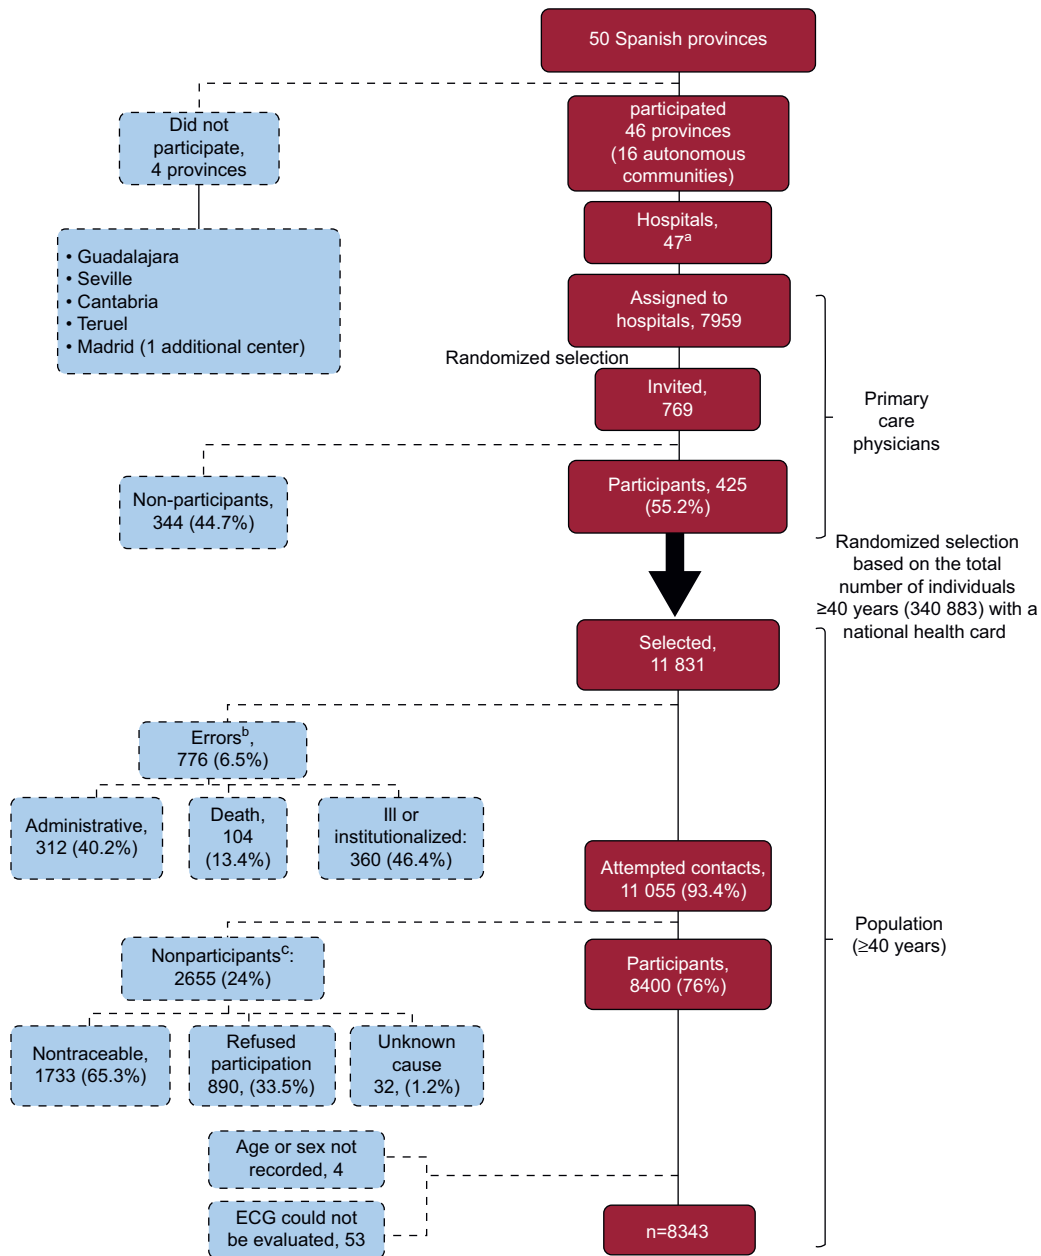 50 Spanish provinces
participated
46 provinces
(16 autonomous
communities)
Did not
participate,
4 provinces
Hospitals,
47ᵃ
• Guadalajara
• Seville
• Cantabria
• Teruel
• Madrid (1 additional center)
Assigned to
hospitals, 7959
Randomized selection
Invited,
769
Primary
care
physicians
Participants, 425
(55.2%)
Non-participants,
344 (44.7%)
Randomized selection
based on the total
number of individuals
≥40 years (340 883) with a
national health card
Selected,
11 831
Errorsᵇ,
776 (6.5%)
Administrative,
312 (40.2%)
Death,
104
(13.4%)
Ill or
institutionalized:
360 (46.4%)
Attempted contacts,
11 055 (93.4%)
Population
(≥40 years)
Nonparticipantsᶜ:
2655 (24%)
Participants,
8400 (76%)
Nontraceable,
1733 (65.3%)
Refused
participation
890, (33.5%)
Unknown
cause
32, (1.2%)
Age or sex not
recorded, 4
ECG could not
be evaluated, 53
n=8343